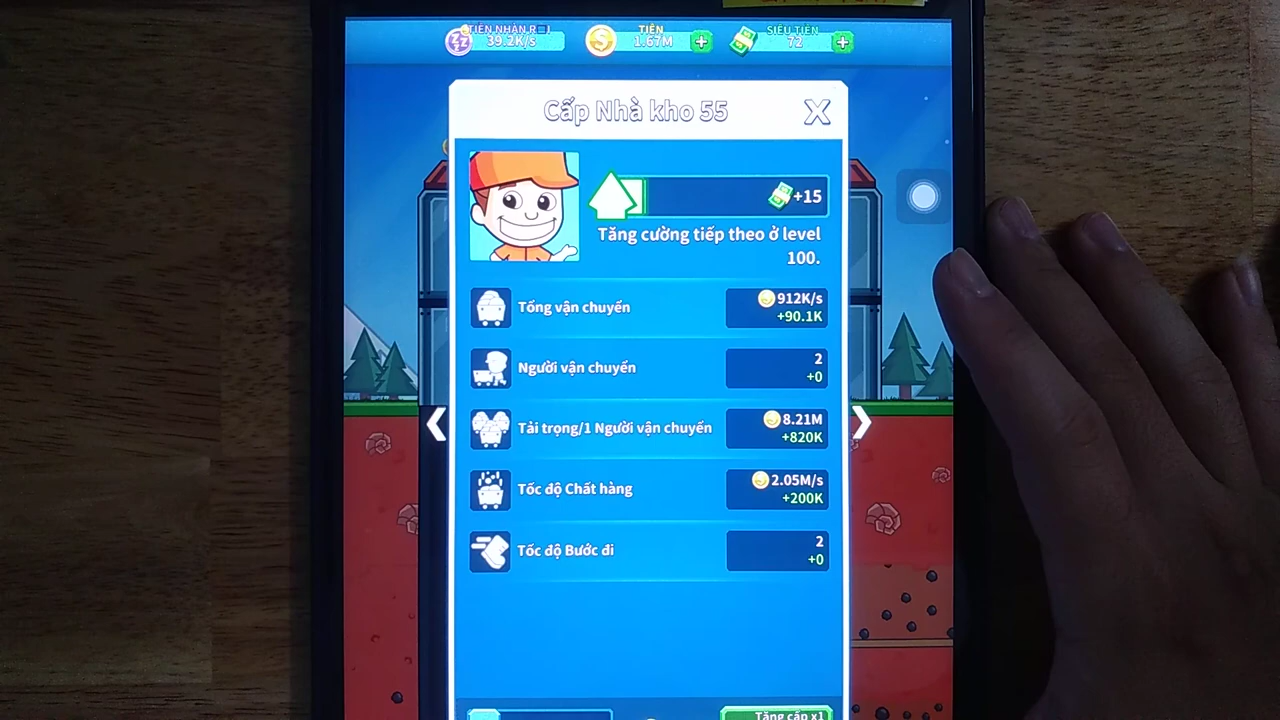 TIỀN NHẬN R
39.2K/s
TIỀN
1.67M
SIÊU TIỀN
72
Cấp Nhà kho 55
X
+15
Tăng cường tiếp theo ở level
100.
Tổng vận chuyển
912K/s
+90.1K
Người vận chuyển
2
+0
Tải trọng/1 Người vận chuyển
8.21M
+820K
Tốc độ Chất hàng
2.05M/s
+200K
Tốc độ Bước đi
2
+0
Tăng cấp x1